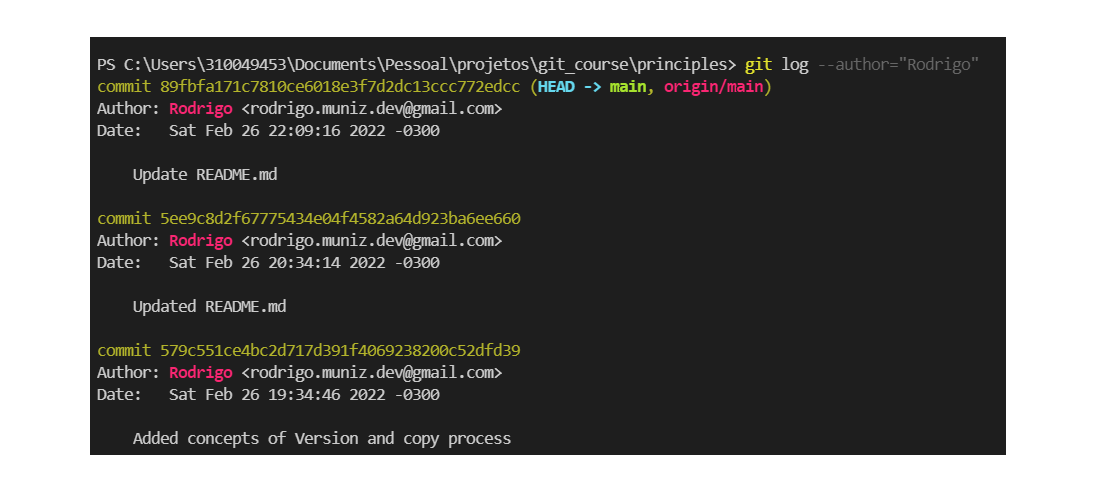 PS C:\Users\310049453\Documents\Pessoal\projetos\git_course\principles> git log --author="Rodrigo"
commit 89fbfa171c7810ce6018e3f7d2dc13ccc772edcc (HEAD -> main, origin/main)
Author: Rodrigo <rodrigo.muniz.dev@gmail.com>
Date:   Sat Feb 26 22:09:16 2022 -0300
    Update README.md
commit 5ee9c8d2f67775434e04f4582a64d923ba6ee660
Author: Rodrigo <rodrigo.muniz.dev@gmail.com>
Date:   Sat Feb 26 20:34:14 2022 -0300
    Updated README.md
commit 579c551ce4bc2d717d391f4069238200c52dfd39
Author: Rodrigo <rodrigo.muniz.dev@gmail.com>
Date:   Sat Feb 26 19:34:46 2022 -0300
    Added concepts of Version and copy process